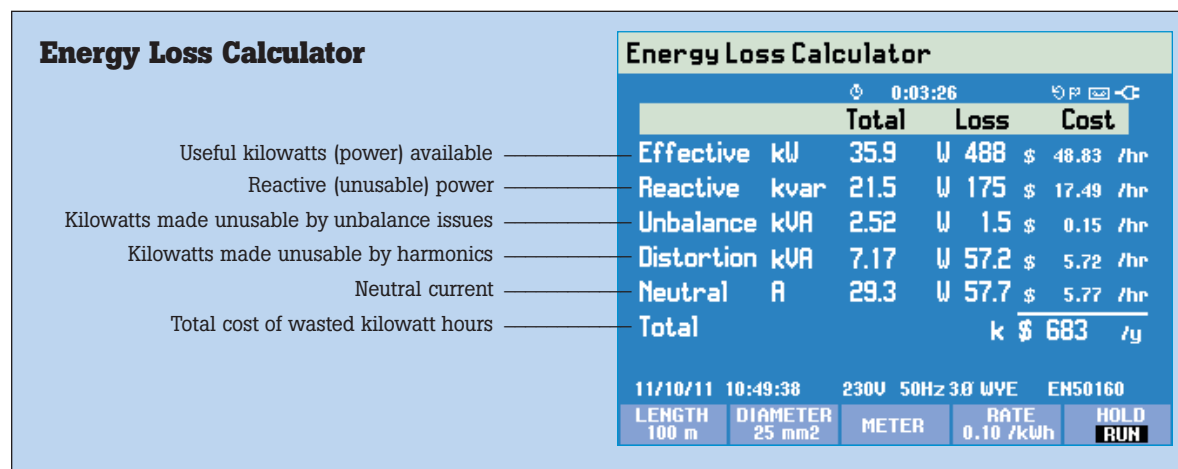 Energy Loss Calculator
Useful kilowatts (power) available
Reactive (unusable) power
Kilowatts made unusable by unbalance issues
Kilowatts made unusable by harmonics
Neutral current
Total cost of wasted kilowatt hours
Energy Loss Calculator
0:03:26
Total Loss Cost
Effective kW 35.9 W 488 $ 48.83 /hr
Reactive kvar 21.5 W 175 $ 17.49 /hr
Unbalance kVA 2.52 W 1.5 $ 0.15 /hr
Distortion kVA 7.17 W 57.2 $ 5.72 /hr
Neutral A 29.3 W 57.7 $ 5.77 /hr
Total k $ 683 /y
11/10/11 10:49:38 230V 50Hz 3Ø WYE EN50160
LENGTH DIAMETER METER RATE HOLD
100 m 25 mm2 0.10 /kWh RUN